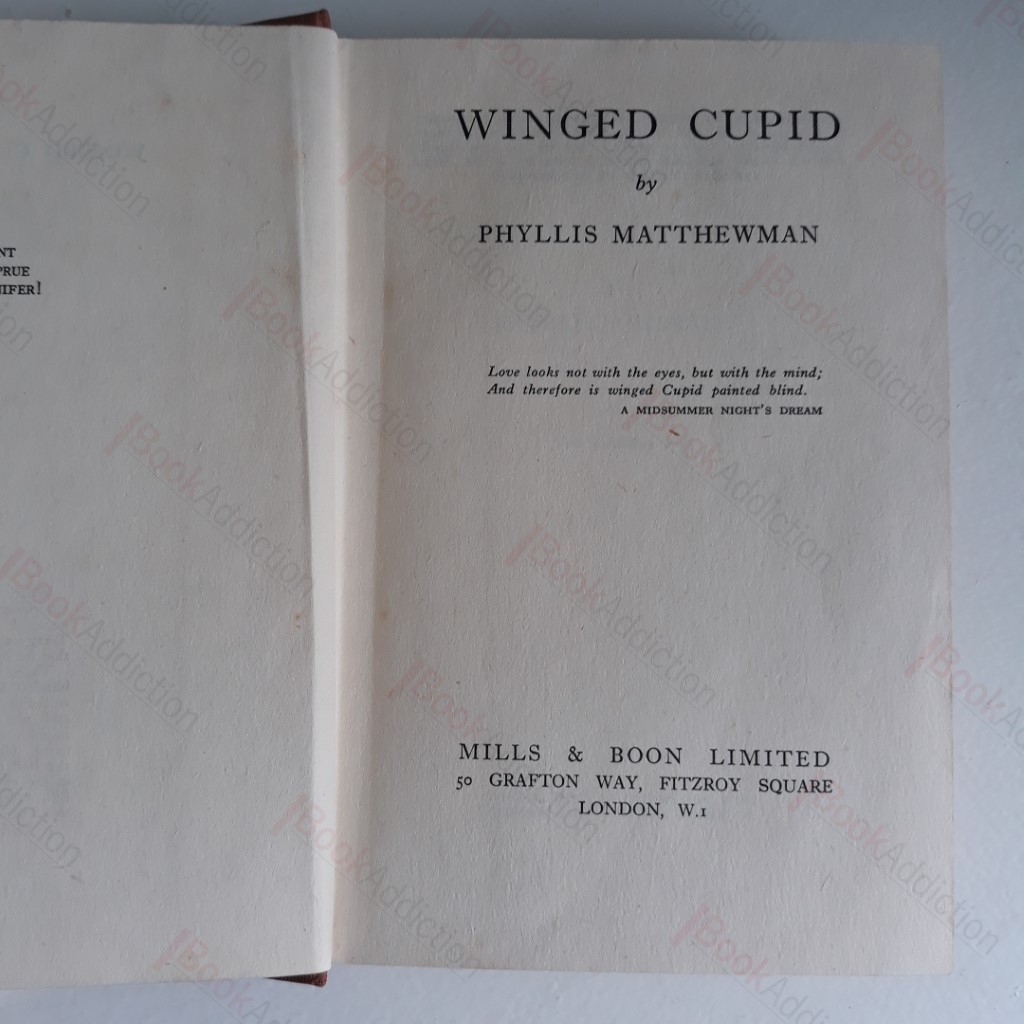 NT
PRUE
NIFER!
WINGED CUPID
by
PHYLLIS MATTHEWMAN
Love looks not with the eyes, but with the mind;
And therefore is winged Cupid painted blind.
A MIDSUMMER NIGHT'S DREAM
MILLS & BOON LIMITED
50 GRAFTON WAY, FITZROY SQUARE
LONDON, W.1
BookAddiction